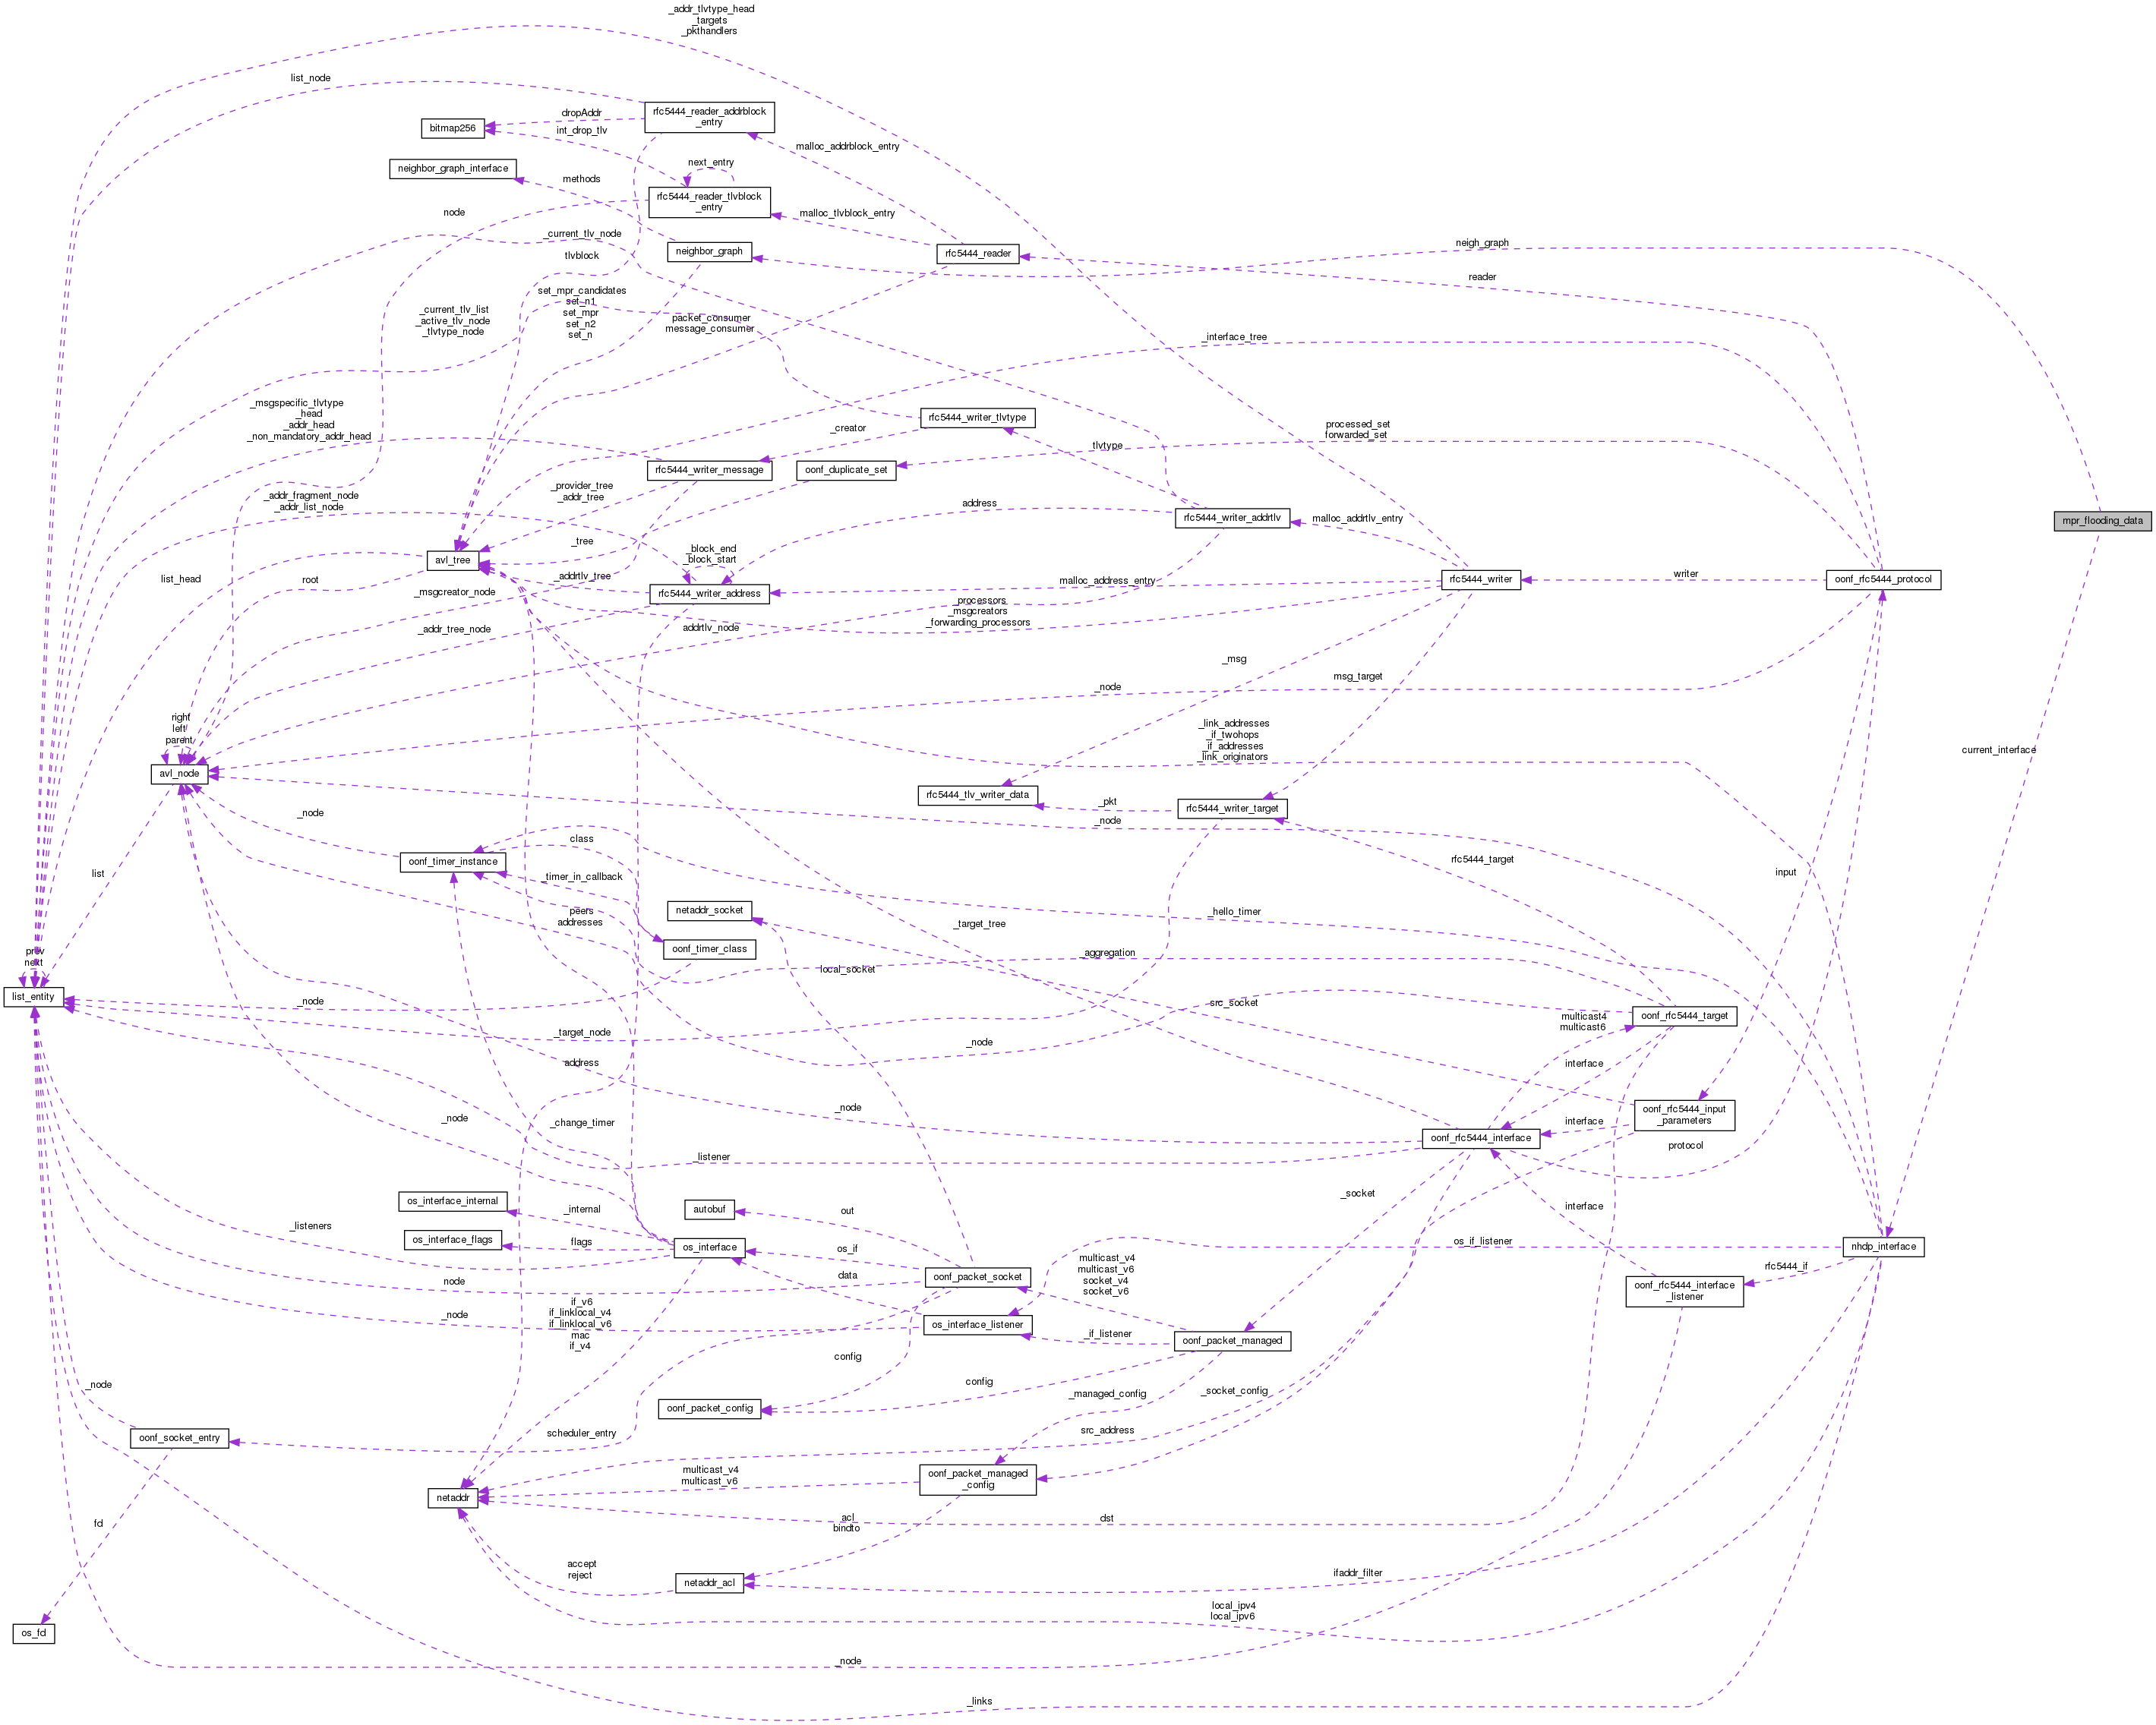 _addr_tlvtype_head
_targets
_pkthandlers
list_node
rfc5444_reader_addrblock
_entry
dropAddr
bitmap256
int_drop_tlv
malloc_addrblock_entry
next_entry
neighbor_graph_interface
methods
rfc5444_reader_tlvblock
_entry
malloc_tlvblock_entry
node
_current_tlv_node
neighbor_graph
rfc5444_reader
neigh_graph
tlvblock
reader
set_mpr_candidates
set_n1
set_mpr
set_n2
set_n
_current_tlv_list
_active_tlv_node
_tlvtype_node
packet_consumer
message_consumer
_interface_tree
_msgspecific_tlvtype
_head
_addr_head
_non_mandatory_addr_head
rfc5444_writer_tlvtype
_creator
processed_set
forwarded_set
tlvtype
rfc5444_writer_message
oonf_duplicate_set
_provider_tree
_addr_tree
_addr_fragment_node
_addr_list_node
address
rfc5444_writer_addrtlv
malloc_addrtlv_entry
mpr_flooding_data
_tree
_block_end
_block_start
avl_tree
list_head
root
_addrtlv_tree
malloc_address_entry
rfc5444_writer
writer
oonf_rfc5444_protocol
_msgcreator_node
rfc5444_writer_address
_processors
_msgcreators
_forwarding_processors
_addr_tree_node
addrtlv_node
_msg
msg_target
_node
right
left
parent
_link_addresses
_if_twohops
_if_addresses
_link_originators
current_interface
avl_node
rfc5444_tlv_writer_data
_pkt
rfc5444_writer_target
_node
_node
class
oonf_timer_instance
rfc5444_target
input
list
_timer_in_callback
netaddr_socket
peers
addresses
_hello_timer
_target_tree
oonf_timer_class
prev
next
_aggregation
local_socket
list_entity
_node
src_socket
oonf_rfc5444_target
multicast4
multicast6
_target_node
_node
address
interface
_node
_change_timer
_node
oonf_rfc5444_input
_parameters
interface
oonf_rfc5444_interface
protocol
_listener
_socket
os_interface_internal
_internal
autobuf
out
interface
_listeners
os_interface_flags
flags
os_interface
os_if
os_if_listener
nhdp_interface
node
data
oonf_packet_socket
multicast_v4
multicast_v6
socket_v4
socket_v6
rfc5444_if
oonf_rfc5444_interface
_listener
_node
if_v6
if_linklocal_v4
if_linklocal_v6
mac
if_v4
os_interface_listener
_if_listener
oonf_packet_managed
config
config
_node
_managed_config
_socket_config
oonf_packet_config
oonf_socket_entry
scheduler_entry
src_address
multicast_v4
multicast_v6
oonf_packet_managed
_config
netaddr
fd
acl
bindto
dst
accept
reject
netaddr_acl
ifaddr_filter
local_ipv4
local_ipv6
os_fd
_node
_links